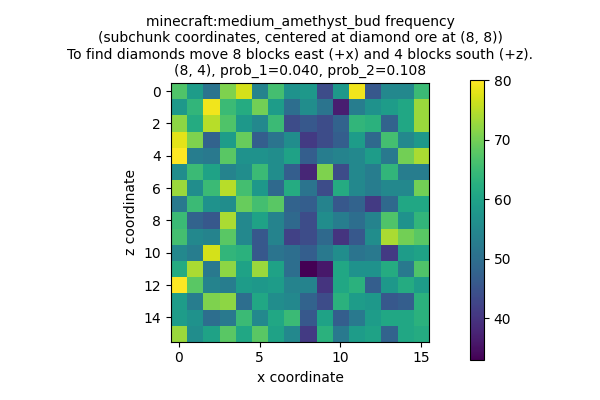 minecraft:medium_amethyst_bud frequency
(subchunk coordinates, centered at diamond ore at (8, 8))
To find diamonds move 8 blocks east (+x) and 4 blocks south (+z).
(8, 4), prob_1=0.040, prob_2=0.108
0
2
4
6
8
10
12
14
z coordinate
0
5
10
15
x coordinate
80
70
60
50
40